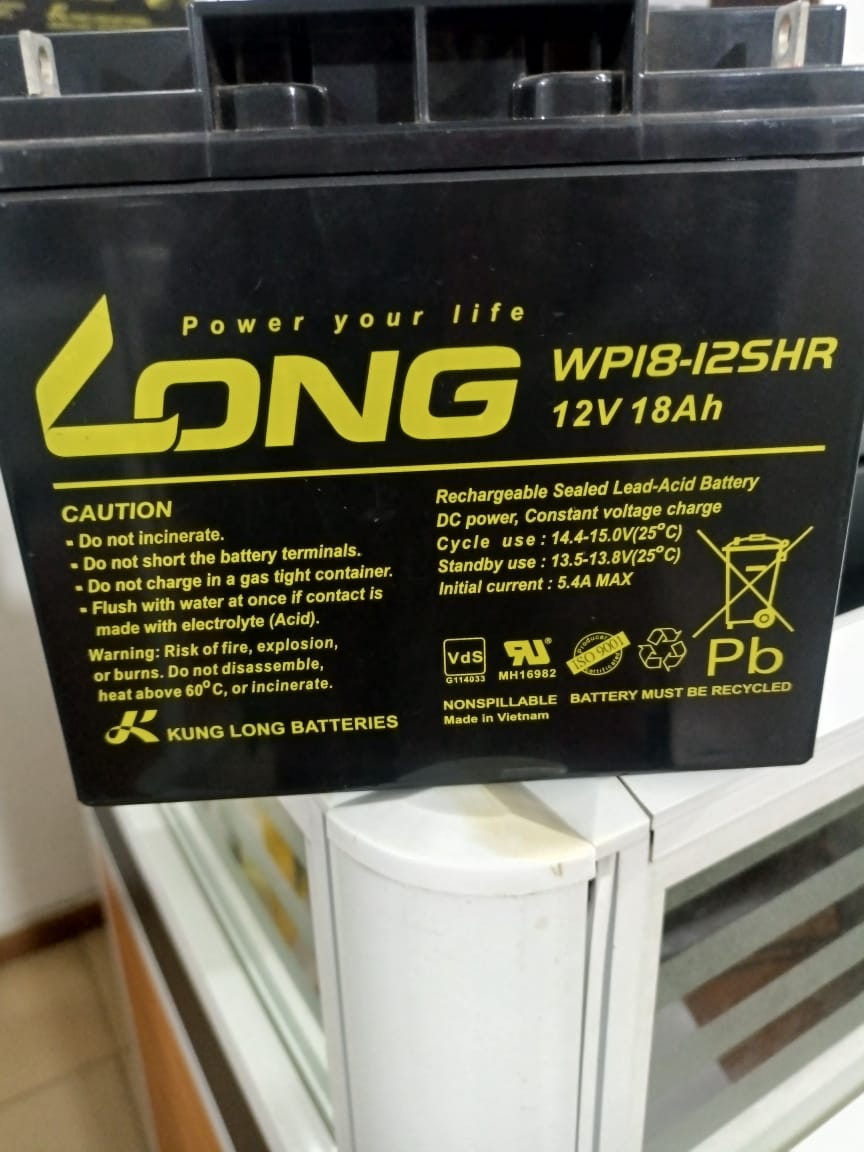 Power your life
LONG
WP18-12SHR
12V 18Ah
CAUTION
- Do not incinerate.
- Do not short the battery terminals.
- Do not charge in a gas tight container.
- Flush with water at once if contact is
made with electrolyte (Acid).
Warning: Risk of fire, explosion,
or burns. Do not disassemble,
heat above 60°C, or incinerate.
KUNG LONG BATTERIES
Rechargeable Sealed Lead-Acid Battery
DC power, Constant voltage charge
Cycle use : 14.4-15.0V(25°C)
Standby use : 13.5-13.8V(25°C)
Initial current : 5.4A MAX
VdS
G114033
MH16982
Producer
ISO 9001
Certificated
Pb
NONSPILLABLE
BATTERY MUST BE RECYCLED
Made in Vietnam